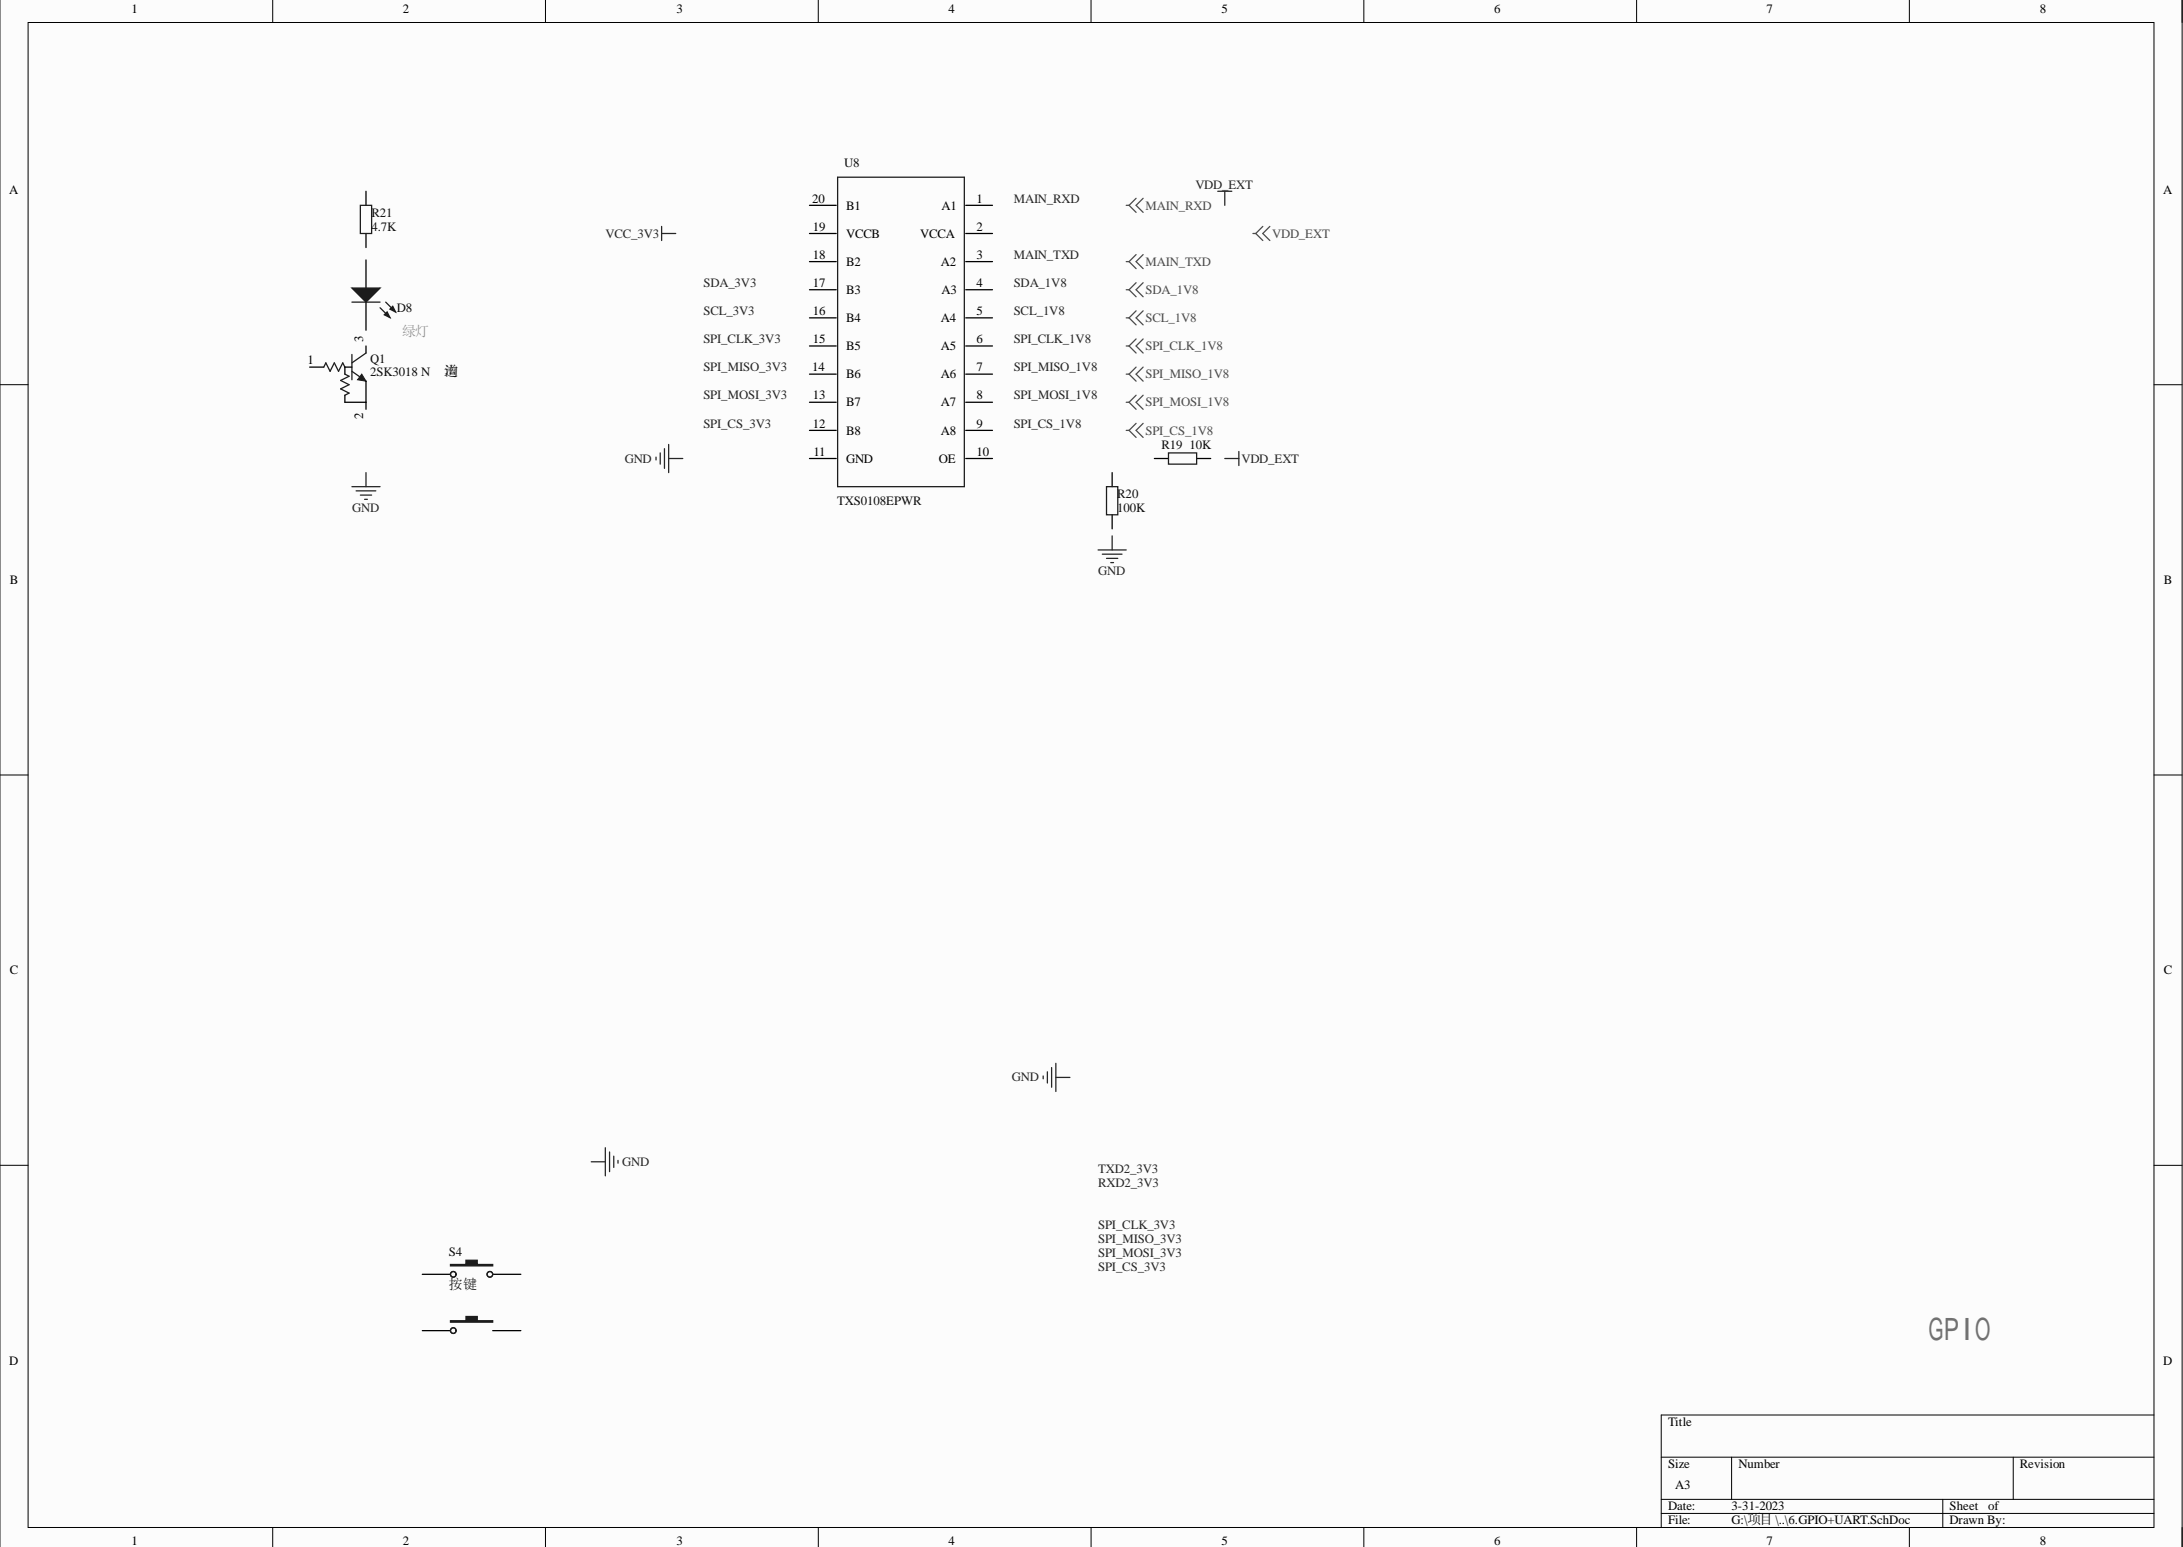 1 2 3 4 5 6 7 8
A
A
B
B
C
C
D
D
R21
4.7K
D8
绿灯
3
1
Q1
2SK3018 N
2
GND
U8
20 B1 A1 1 MAIN_RXD MAIN_RXD
VDD_EXT
VCC_3V3 19 VCCB VCCA 2 VDD_EXT
18 B2 A2 3 MAIN_TXD MAIN_TXD
SDA_3V3 17 B3 A3 4 SDA_1V8 SDA_1V8
SCL_3V3 16 B4 A4 5 SCL_1V8 SCL_1V8
SPI_CLK_3V3 15 B5 A5 6 SPI_CLK_1V8 SPI_CLK_1V8
SPI_MISO_3V3 14 B6 A6 7 SPI_MISO_1V8 SPI_MISO_1V8
SPI_MOSI_3V3 13 B7 A7 8 SPI_MOSI_1V8 SPI_MOSI_1V8
SPI_CS_3V3 12 B8 A8 9 SPI_CS_1V8 SPI_CS_1V8
GND 11 GND OE 10
R19 10K
VDD_EXT
TXS0108EPWR
R20
100K
GND
GND
GND
TXD2_3V3
RXD2_3V3
SPI_CLK_3V3
SPI_MISO_3V3
SPI_MOSI_3V3
SPI_CS_3V3
S4
按键
GPIO
Title
Size Number Revision
A3
Date: 3-31-2023 Sheet of
File: G:\项目\..\6.GPIO+UART.SchDoc Drawn By:
1 2 3 4 5 6 7 8